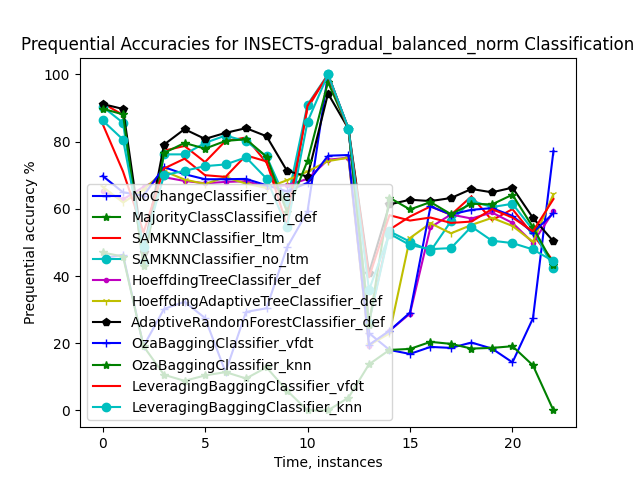 Prequential Accuracies for INSECTS-gradual_balanced_norm Classification
Prequential accuracy %
100
80
60
40
20
0
NoChangeClassifier_def
MajorityClassClassifier_def
SAMKNNClassifier_ltm
SAMKNNClassifier_no_ltm
HoeffdingTreeClassifier_def
HoeffdingAdaptiveTreeClassifier_def
AdaptiveRandomForestClassifier_def
OzaBaggingClassifier_vfdt
OzaBaggingClassifier_knn
LeveragingBaggingClassifier_vfdt
LeveragingBaggingClassifier_knn
0 5 10 15 20
Time, instances